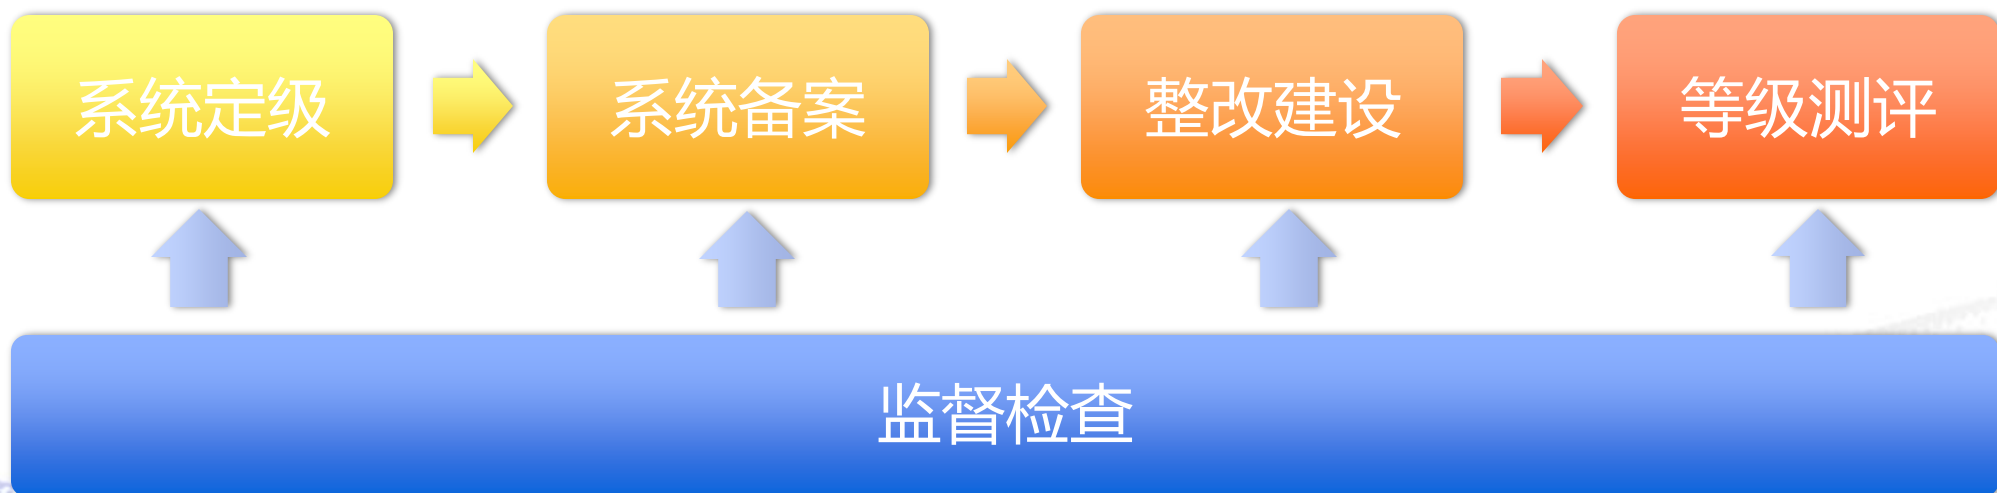 系统定级
系统备案
整改建设
等级测评
监督检查